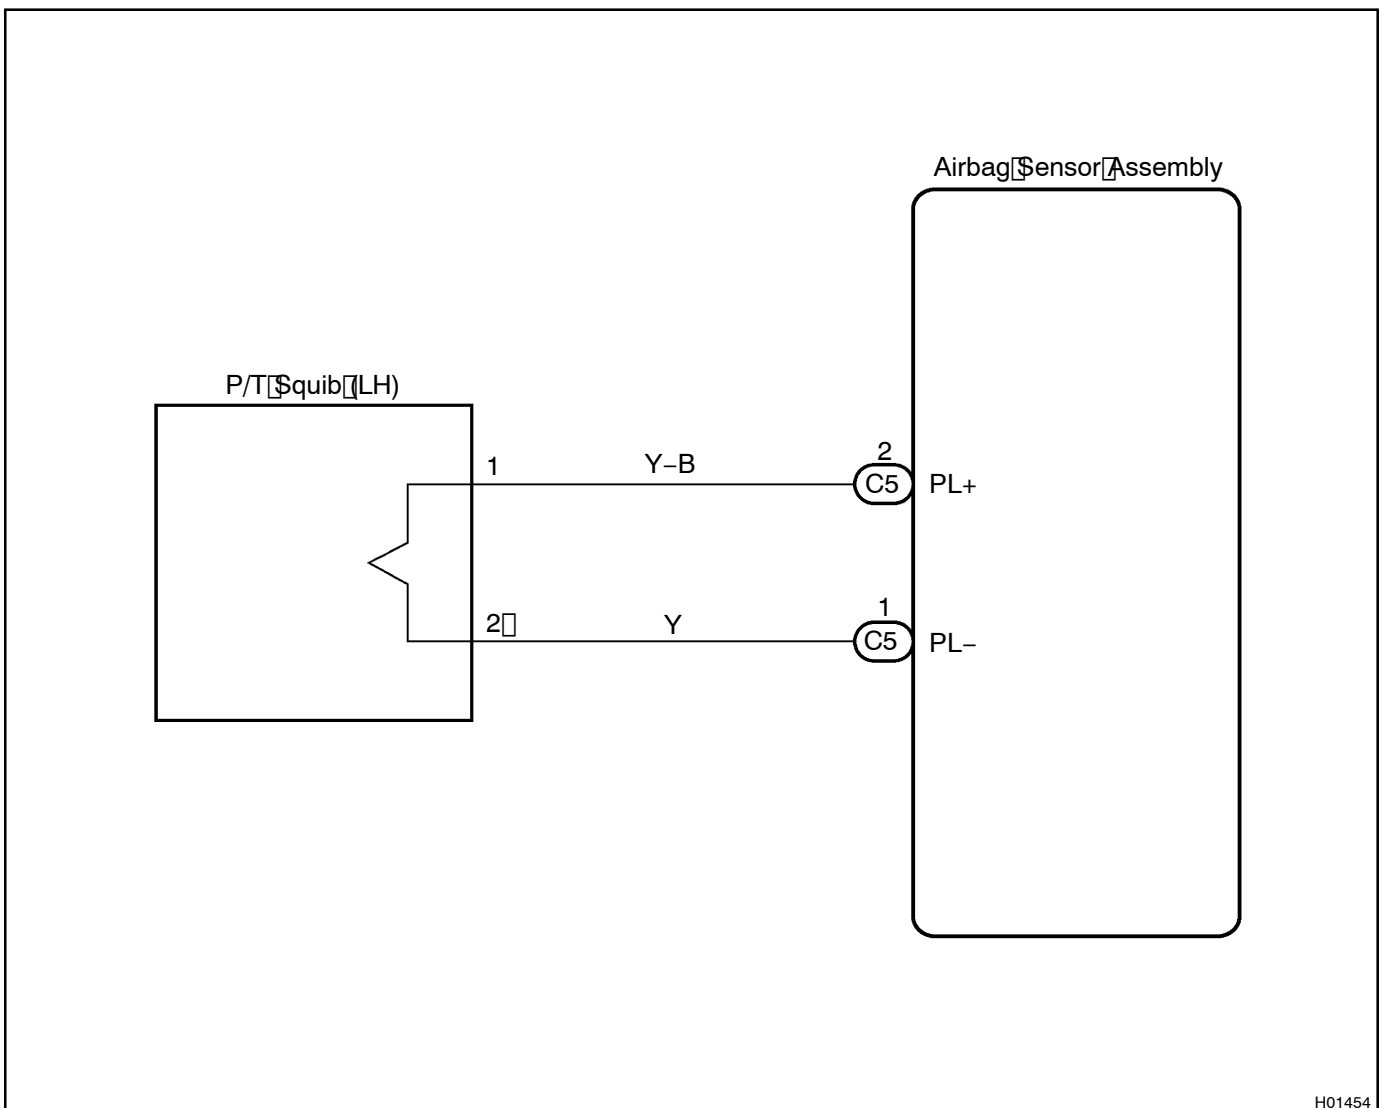 Airbag Sensor Assembly
P/T Squib (LH)
1
Y−B
2
C5
PL+
2
Y
1
C5
PL−
H01454